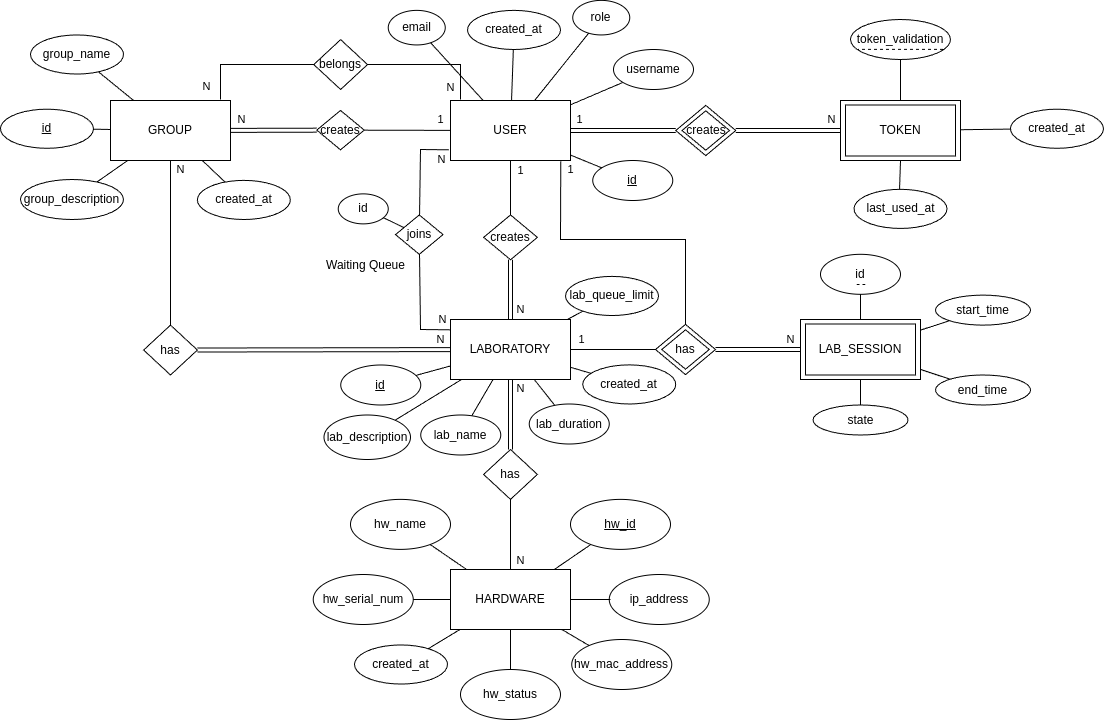 email
created_at
role
group_name
belongs
token_validation
username
N
N
id
GROUP
N
creates
1
USER
1
creates
N
TOKEN
created_at
N
N
1
1
id
group_description
created_at
id
joins
creates
last_used_at
Waiting Queue
id
lab_queue_limit
start_time
N
N
has
N
LABORATORY
1
has
N
LAB_SESSION
id
created_at
end_time
N
lab_description
lab_name
lab_duration
state
has
hw_name
hw_id
N
hw_serial_num
HARDWARE
ip_address
created_at
hw_mac_address
hw_status